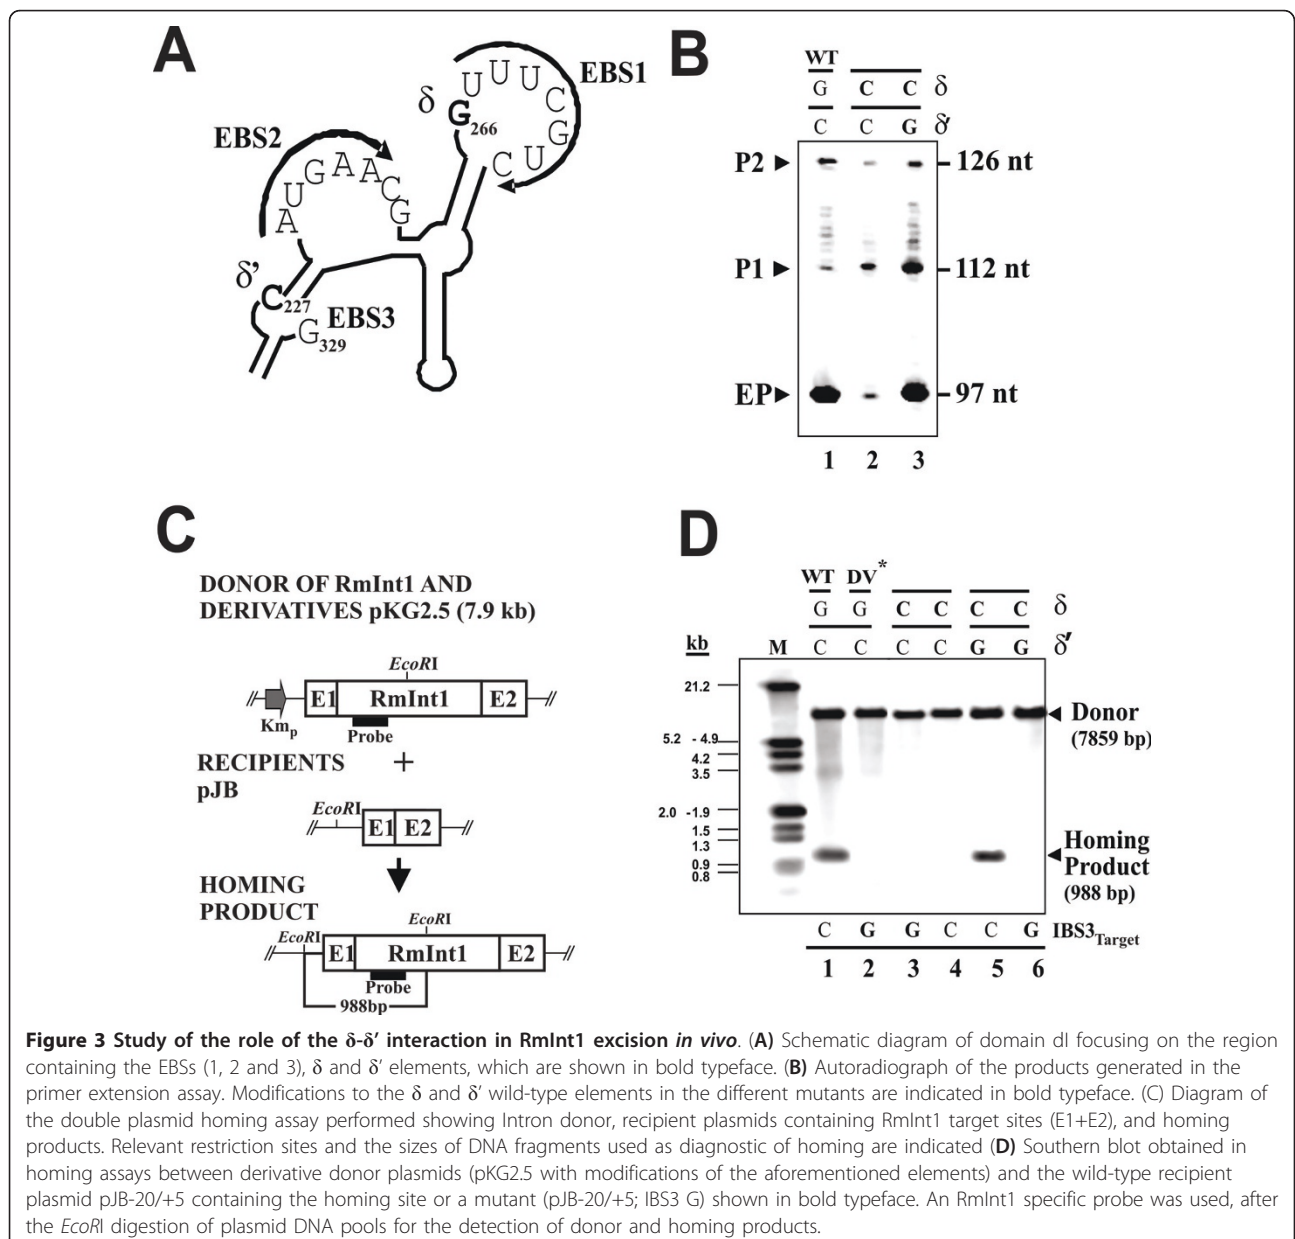 A
B
EBS2
A
U
G
A
A
C
G
δ
G266
U
U
U
C
G
U
C
EBS1
δ'
C227
EBS3
G329
WT
G C C δ
C C G δ'
P2 126 nt
P1 112 nt
EP 97 nt
1 2 3
C
DONOR OF RmInt1 AND
DERIVATIVES pKG2.5 (7.9 kb)
EcoRI
// E1 RmInt1 E2 //
Kmp
Probe
RECIPIENTS +
pJB
EcoRI
// E1 E2 //
HOMING
PRODUCT
EcoRI
EcoRI
// E1 RmInt1 E2 //
Probe
988bp
D
WT DV*
G G C C C C δ
kb M C C C C G G δ'
21.2
Donor
(7859 bp)
5.2 - 4.9
4.2
3.5
2.0 -1.9
1.5
1.3
0.9
0.8
Homing
Product
(988 bp)
C G G C C G IBS3Target
1 2 3 4 5 6
Figure 3 Study of the role of the δ-δ′ interaction in RmInt1 excision in vivo. (A) Schematic diagram of domain dI focusing on the region
containing the EBSs (1, 2 and 3), δ and δ′ elements, which are shown in bold typeface. (B) Autoradiograph of the products generated in the
primer extension assay. Modifications to the δ and δ′ wild-type elements in the different mutants are indicated in bold typeface. (C) Diagram of
the double plasmid homing assay performed showing Intron donor, recipient plasmids containing RmInt1 target sites (E1+E2), and homing
products. Relevant restriction sites and the sizes of DNA fragments used as diagnostic of homing are indicated (D) Southern blot obtained in
homing assays between derivative donor plasmids (pKG2.5 with modifications of the aforementioned elements) and the wild-type recipient
plasmid pJB-20/+5 containing the homing site or a mutant (pJB-20/+5; IBS3 G) shown in bold typeface. An RmInt1 specific probe was used, after
the EcoRI digestion of plasmid DNA pools for the detection of donor and homing products.